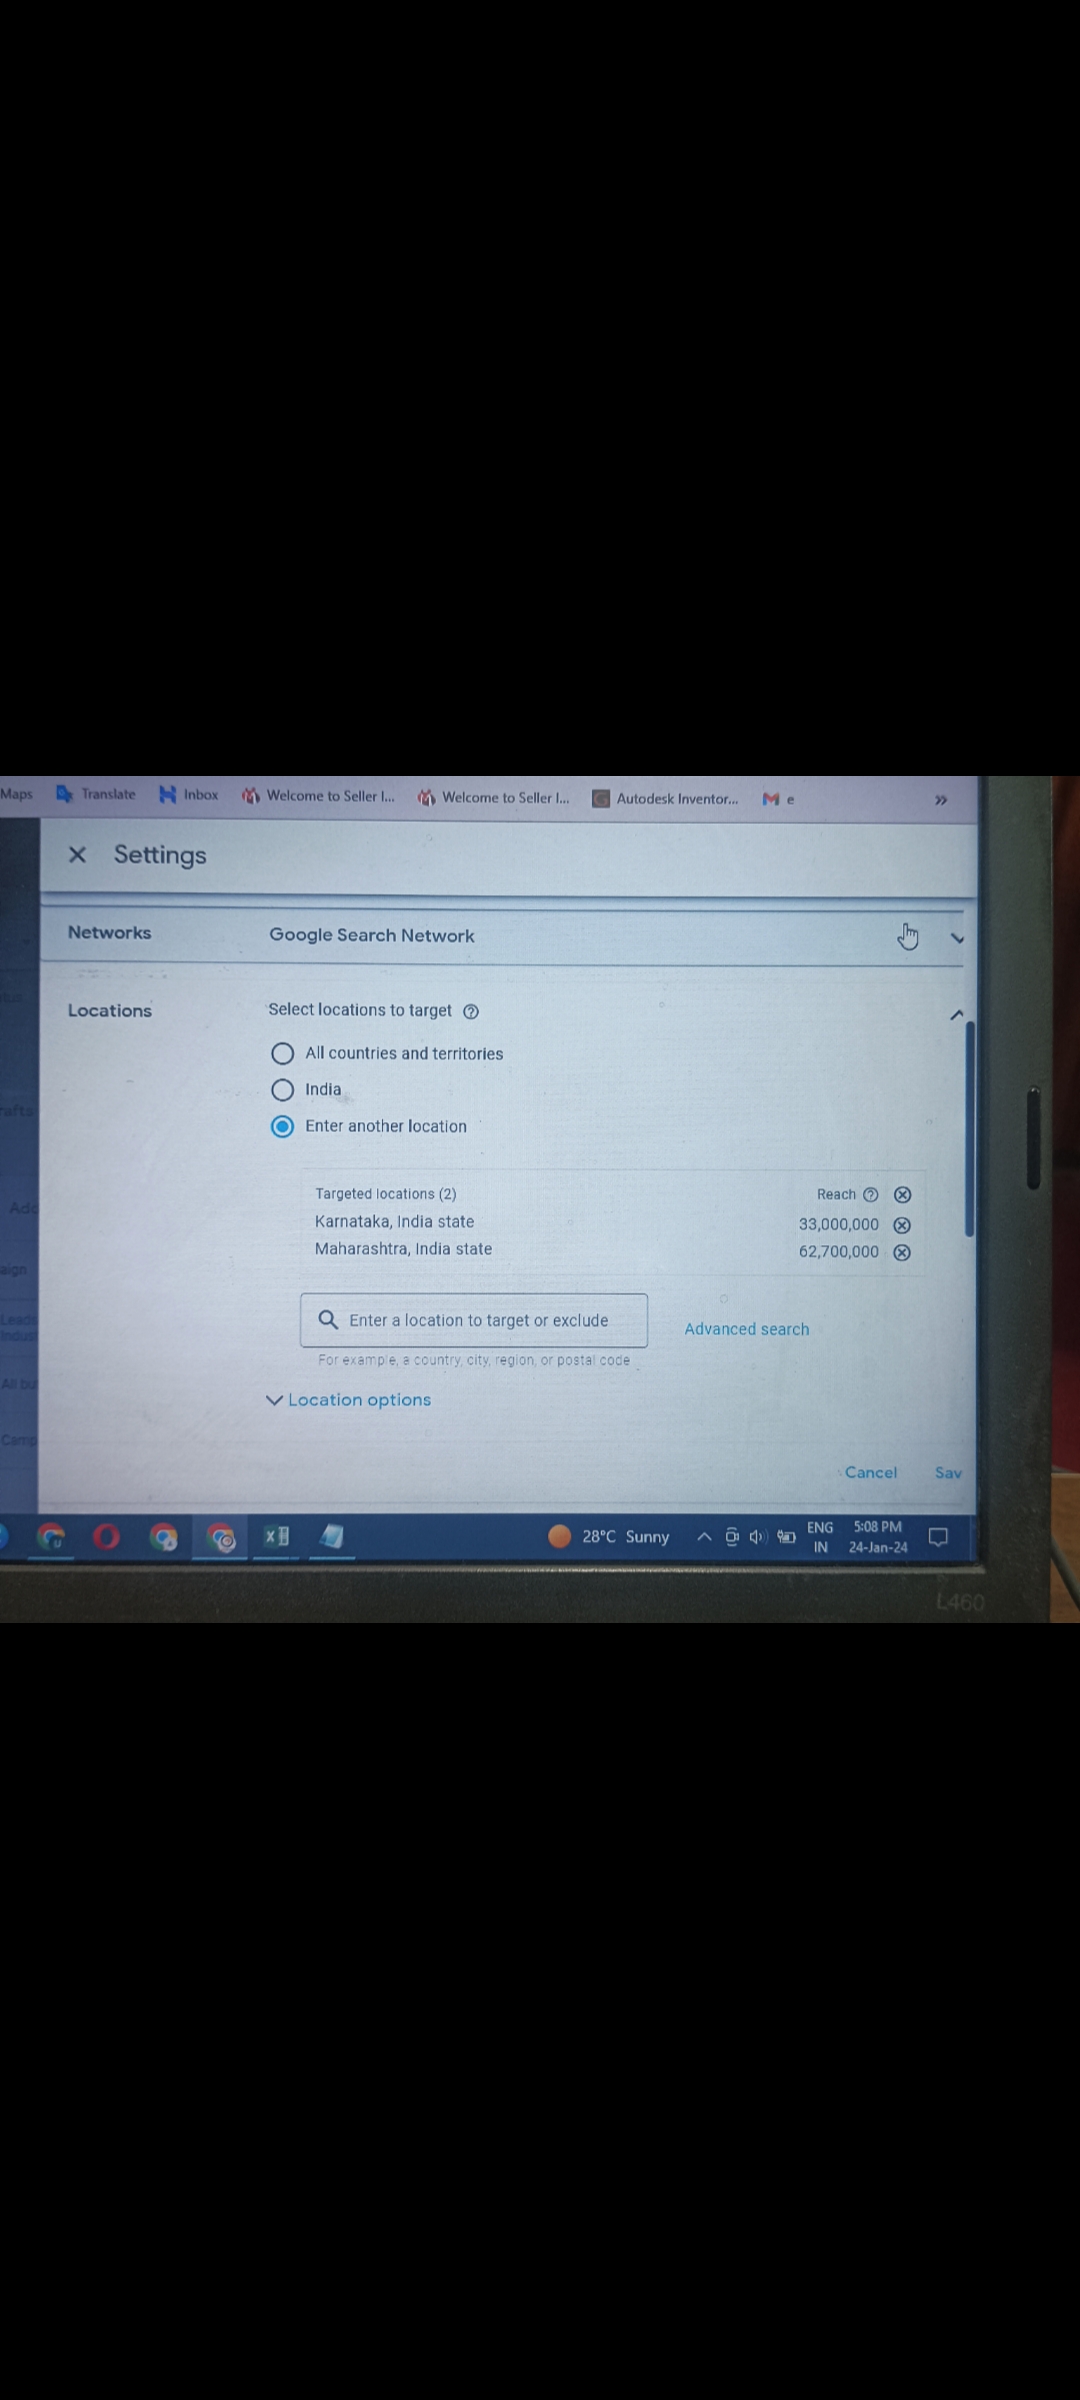 Maps Translate Inbox Welcome to Seller I... Welcome to Seller I... Autodesk Inventor... e »
Settings
Networks Google Search Network
Locations Select locations to target
All countries and territories
India
Enter another location
Targeted locations (2) Reach
Karnataka, India state 33,000,000
Maharashtra, India state 62,700,000
Enter a location to target or exclude
Advanced search
For example, a country, city, region, or postal code
Location options
Cancel Sav
28°C Sunny ENG 5:08 PM
IN 24-Jan-24
L460